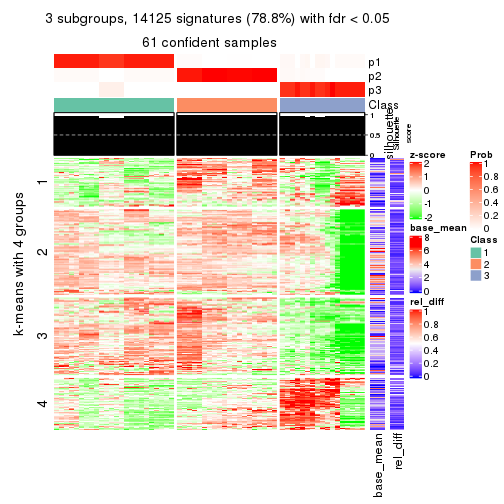 3 subgroups, 14125 signatures (78.8%) with fdr < 0.05
61 confident samples
p1
p2
p3
Class
1
0.5
0
silhouette
Silhouette
score
k-means with 4 groups
1
2
3
4
base_mean
rel_diff
z-score
2
1
0
-1
-2
base_mean
8
6
4
2
0
rel_diff
1
0.8
0.6
0.4
0.2
0
Prob
1
0.8
0.6
0.4
0.2
0
Class
1
2
3